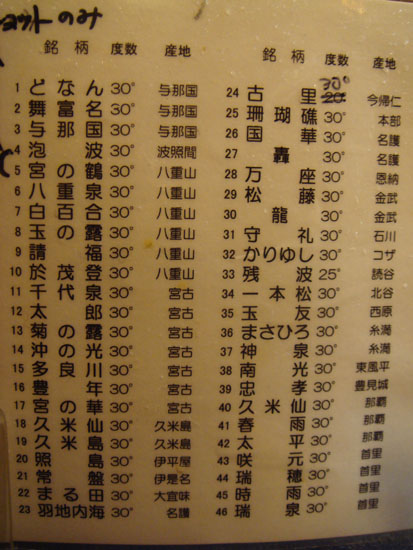 ョットのみ
銘柄 度数 産地
1 どなん 30° 与那国
2 舞富名 30° 与那国
3 与那国 30° 与那国
4 泡波 30° 波照間
5 宮の鶴 30° 八重山
6 八重泉 30° 八重山
7 白百合 30° 八重山
8 玉の露 30° 八重山
9 請福 30° 八重山
10 於茂登 30° 八重山
11 千代泉 30° 宮古
12 太郎 30° 宮古
13 菊の露 30° 宮古
14 沖の光 30° 宮古
15 多良川 30° 宮古
16 豊年 30° 宮古
17 宮の華 30° 宮古
18 久米仙 30° 久米島
19 久米島 30° 久米島
20 照島 30° 伊平屋
21 常盤 30° 伊是名
22 まる田 30° 大宜味
23 羽地内海 30° 名護
銘柄 度数 産地
30°
24 古里 20° 今帰仁
25 珊瑚礁 30° 本部
26 国華 30° 名護
27 轟 30° 名護
28 万座 30° 恩納
29 松藤 30° 金武
30 龍 30° 金武
31 守礼 30° 石川
32 かりゆし 30° コザ
33 残波 25° 読谷
34 一本松 30° 北谷
35 玉友 30° 西原
36 まさひろ 30° 糸満
37 神泉 30° 糸満
38 南光 30° 東風平
39 忠孝 30° 豊見城
40 久米仙 30° 那覇
41 春雨 30° 那覇
42 太平 30° 那覇
43 咲元 30° 首里
44 瑞穂 30° 首里
45 時雨 30° 首里
46 瑞泉 30° 首里